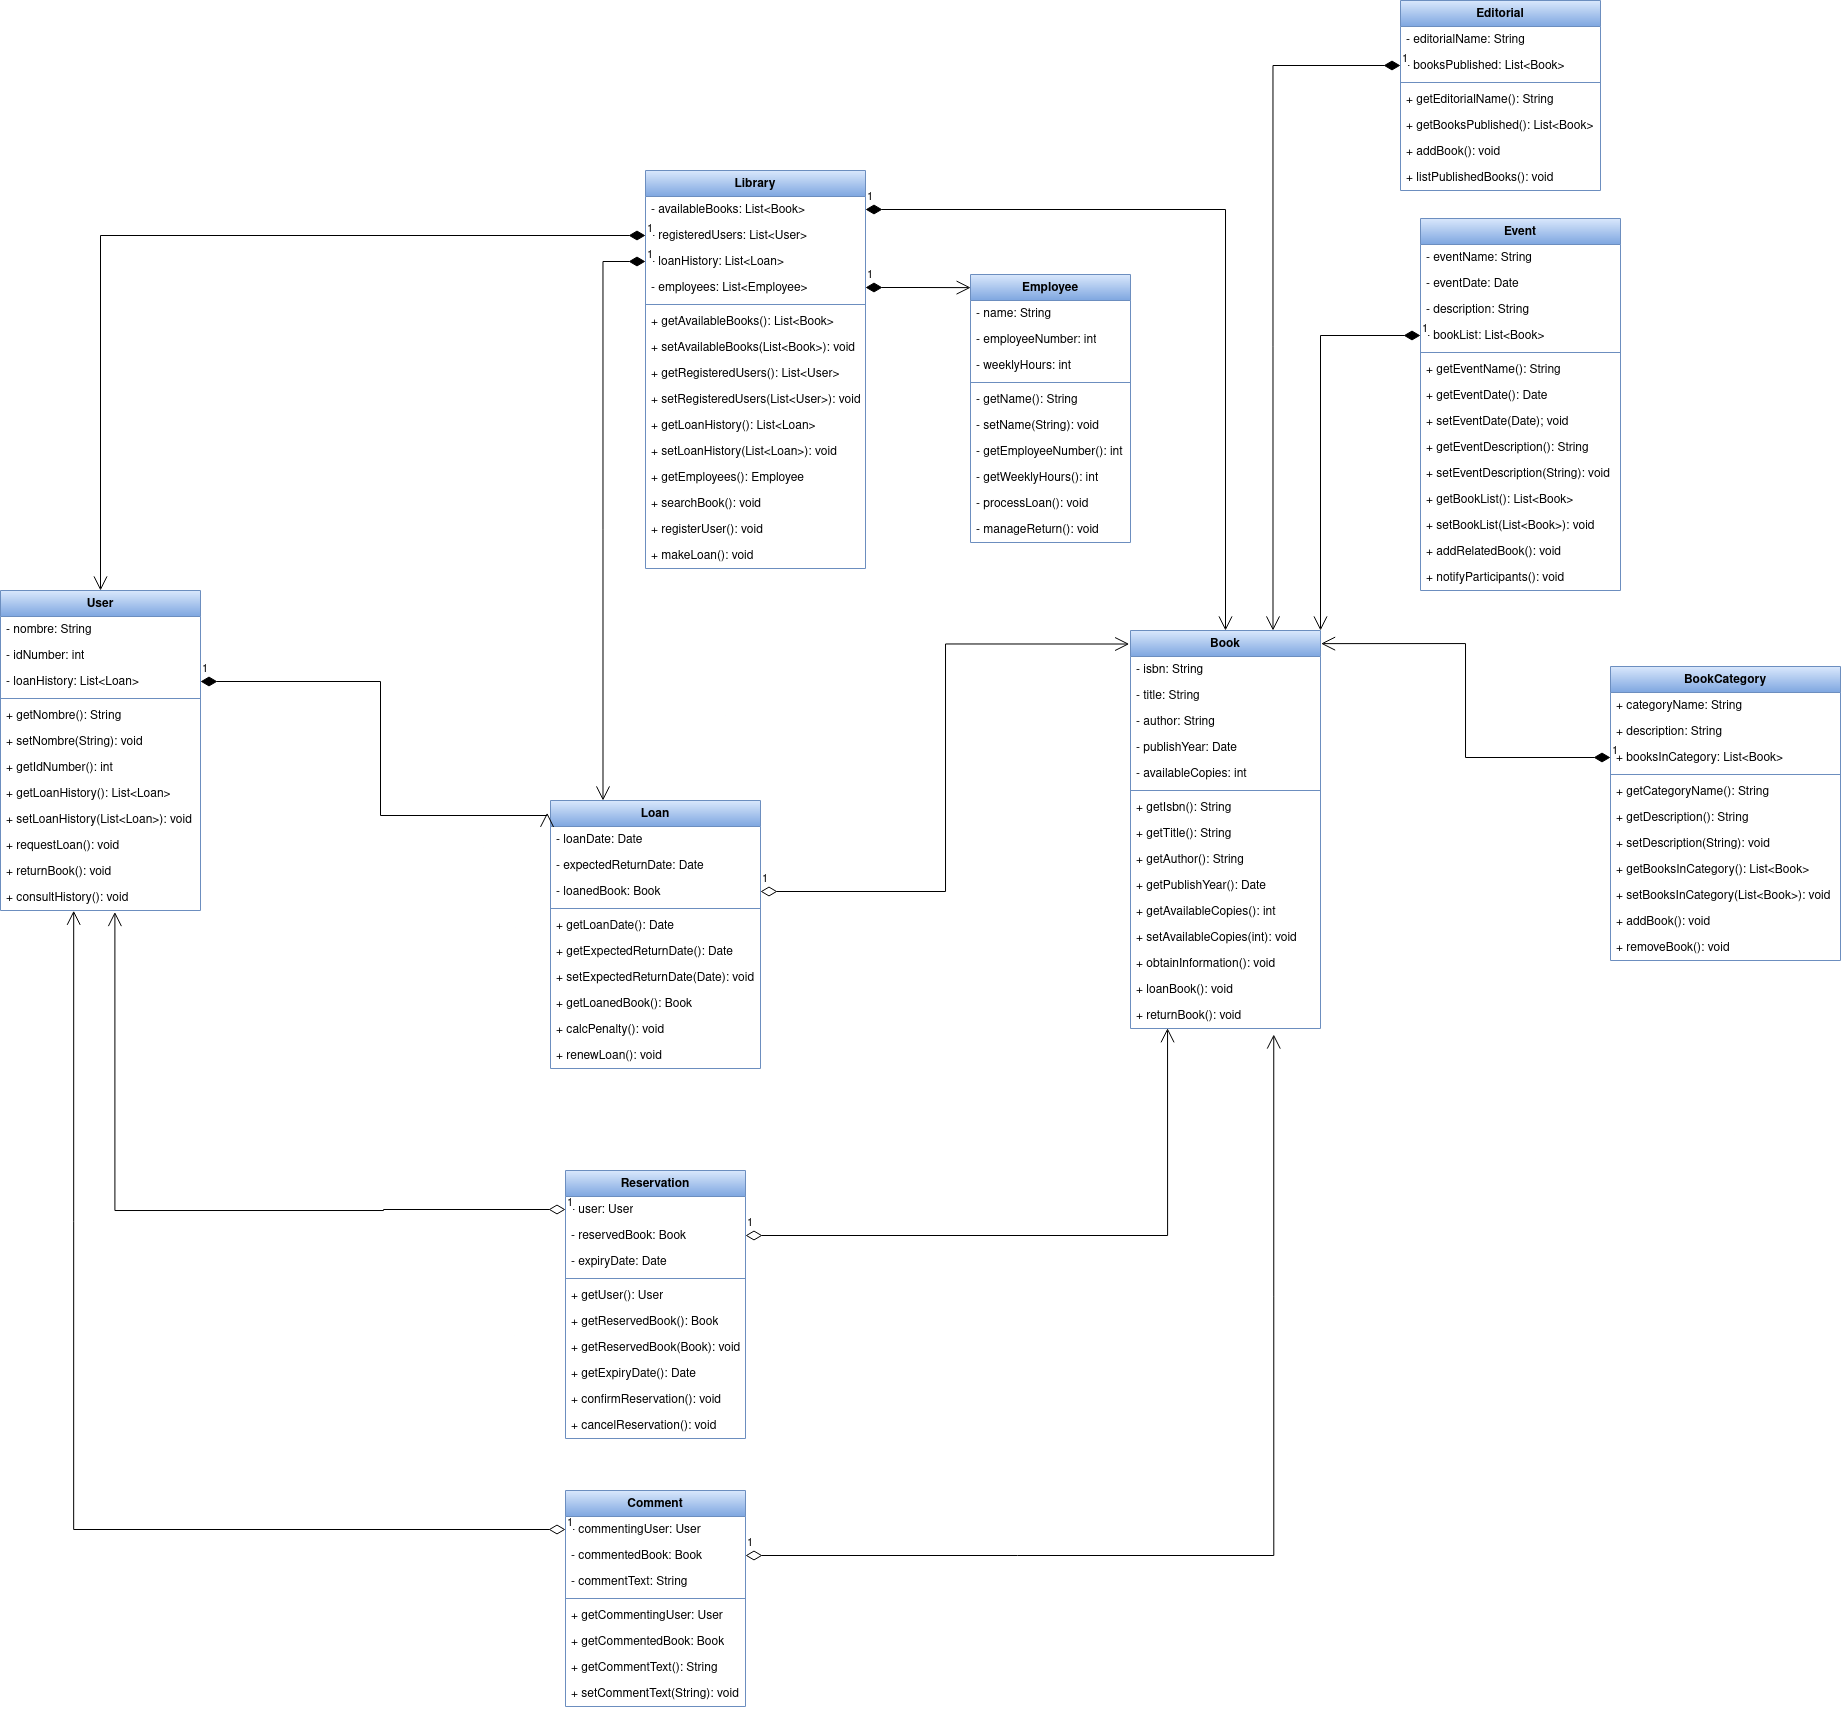 Editorial
- editorialName: String
1
- booksPublished: List<Book>
+ getEditorialName(): String
+ getBooksPublished(): List<Book>
+ addBook(): void
+ listPublishedBooks(): void
Library
- availableBooks: List<Book>
1
1
- registeredUsers: List<User>
1
- loanHistory: List<Loan>
- employees: List<Employee>
1
+ getAvailableBooks(): List<Book>
+ setAvailableBooks(List<Book>): void
+ getRegisteredUsers(): List<User>
+ setRegisteredUsers(List<User>): void
+ getLoanHistory(): List<Loan>
+ setLoanHistory(List<Loan>): void
+ getEmployees(): Employee
+ searchBook(): void
+ registerUser(): void
+ makeLoan(): void
Employee
- name: String
- employeeNumber: int
- weeklyHours: int
- getName(): String
- setName(String): void
- getEmployeeNumber(): int
- getWeeklyHours(): int
- processLoan(): void
- manageReturn(): void
Event
- eventName: String
- eventDate: Date
- description: String
1
- bookList: List<Book>
+ getEventName(): String
+ getEventDate(): Date
+ setEventDate(Date); void
+ getEventDescription(): String
+ setEventDescription(String): void
+ getBookList(): List<Book>
+ setBookList(List<Book>): void
+ addRelatedBook(): void
+ notifyParticipants(): void
User
- nombre: String
- idNumber: int
- loanHistory: List<Loan>
1
+ getNombre(): String
+ setNombre(String): void
+ getIdNumber(): int
+ getLoanHistory(): List<Loan>
+ setLoanHistory(List<Loan>): void
+ requestLoan(): void
+ returnBook(): void
+ consultHistory(): void
Book
- isbn: String
- title: String
- author: String
- publishYear: Date
- availableCopies: int
+ getIsbn(): String
+ getTitle(): String
+ getAuthor(): String
+ getPublishYear(): Date
+ getAvailableCopies(): int
+ setAvailableCopies(int): void
+ obtainInformation(): void
+ loanBook(): void
+ returnBook(): void
BookCategory
+ categoryName: String
+ description: String
1
+ booksInCategory: List<Book>
+ getCategoryName(): String
+ getDescription(): String
+ setDescription(String): void
+ getBooksInCategory(): List<Book>
+ setBooksInCategory(List<Book>): void
+ addBook(): void
+ removeBook(): void
Loan
- loanDate: Date
- expectedReturnDate: Date
- loanedBook: Book
1
+ getLoanDate(): Date
+ getExpectedReturnDate(): Date
+ setExpectedReturnDate(Date): void
+ getLoanedBook(): Book
+ calcPenalty(): void
+ renewLoan(): void
Reservation
1
- user: User
- reservedBook: Book
1
- expiryDate: Date
+ getUser(): User
+ getReservedBook(): Book
+ getReservedBook(Book): void
+ getExpiryDate(): Date
+ confirmReservation(): void
+ cancelReservation(): void
Comment
1
- commentingUser: User
- commentedBook: Book
1
- commentText: String
+ getCommentingUser: User
+ getCommentedBook: Book
+ getCommentText(): String
+ setCommentText(String): void